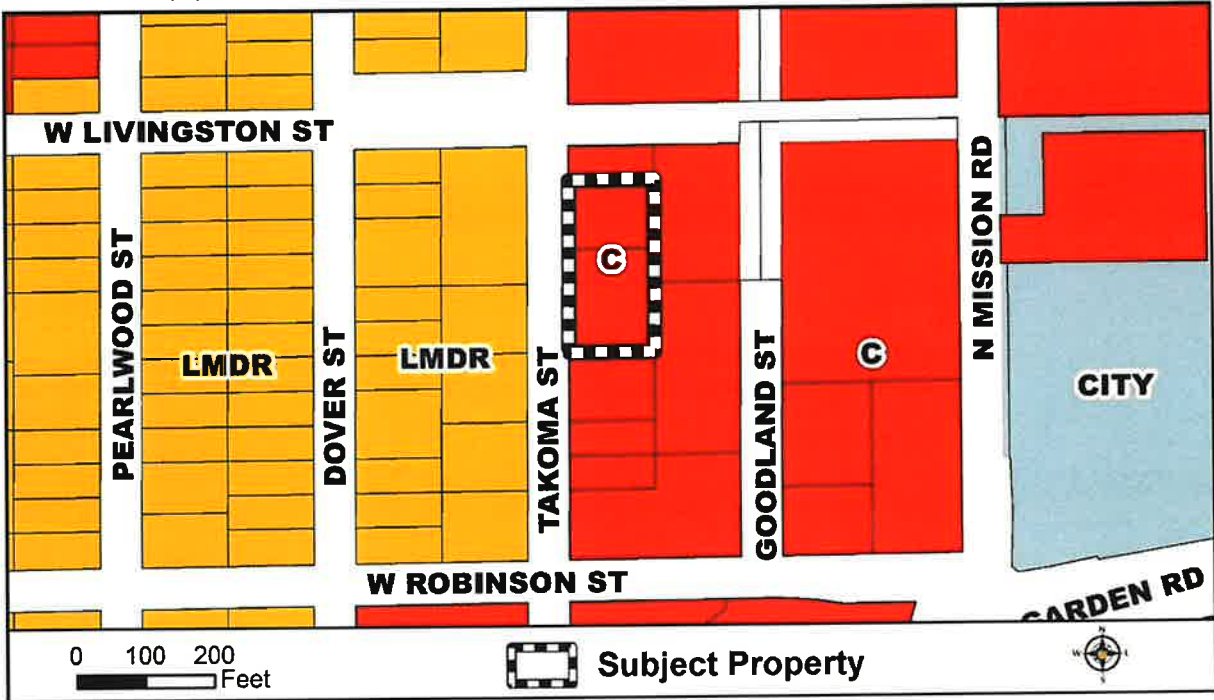 W LIVINGSTON ST
PEARLWOOD ST
DOVER ST
TAKOMA ST
GOODLAND ST
N MISSION RD
C
LMDR
LMDR
C
CITY
W ROBINSON ST
GARDEN RD
0 100 200
Feet
Subject Property
N
W
S